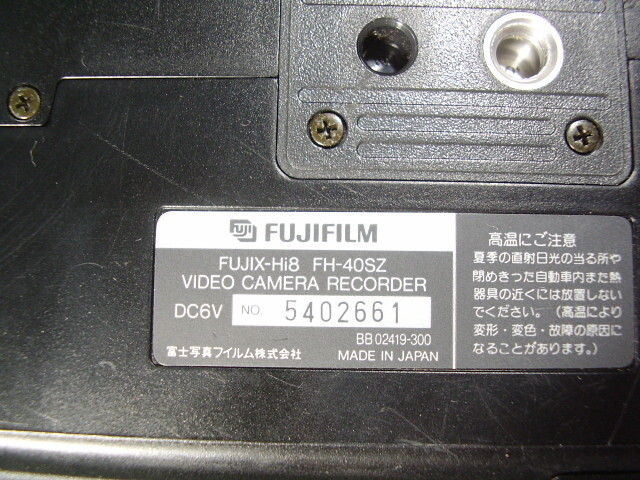 Fuji FUJIFILM
FUJIX-Hi8 FH-40SZ
VIDEO CAMERA RECORDER
DC6V NO. 5402661
BB02419-300
富士写真フイルム株式会社 MADE IN JAPAN
高温にご注意
夏季の直射日光の当る所や
閉めきった自動車内また熱
器具の近くには放置しない
でください。(高温により
変形・変色・故障の原因に
なることがあります。)